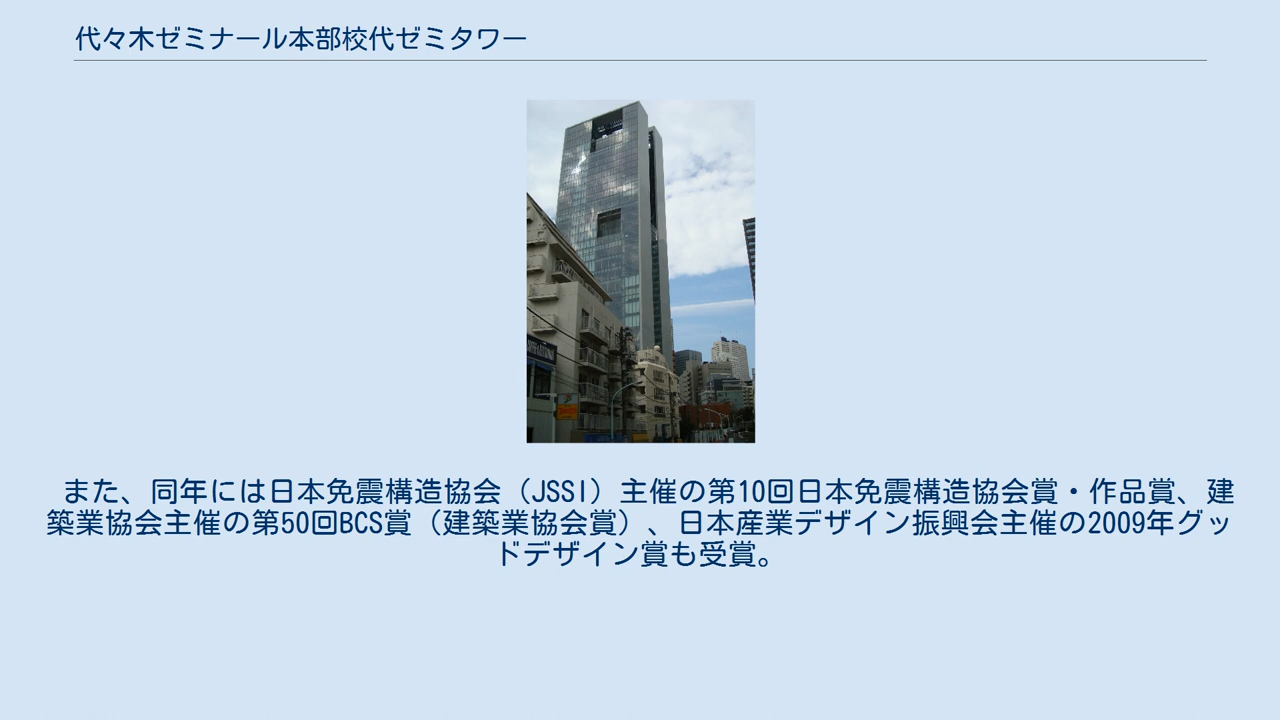 代々木ゼミナール本部校代ゼミタワー
また、同年には日本免震構造協会（JSSI）主催の第10回日本免震構造協会賞・作品賞、建
築業協会主催の第50回BCS賞（建築業協会賞）、日本産業デザイン振興会主催の2009年グッ
ドデザイン賞も受賞。